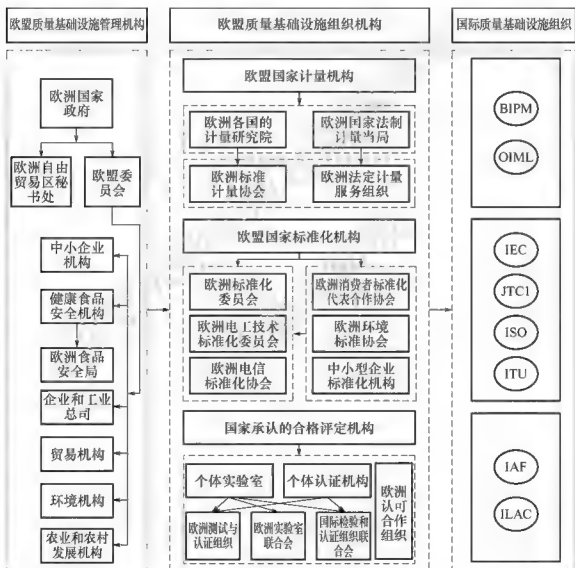 欧盟质量基础设施管理机构
欧洲国家
政府
欧洲自由
贸易区秘
书处
欧盟委
员会
中小企业
机构
健康食品
安全机构
欧洲食品
安全局
企业和工业
总司
贸易机构
环境机构
农业和农村
发展机构
欧盟质量基础设施组织机构
欧盟国家计量机构
欧洲各国的
计量研究院
欧洲国家法制
计量当局
欧洲标准
计量协会
欧洲法定计量
服务组织
欧盟国家标准化机构
欧洲标准化
委员会
欧洲消费者标准化
代表合作协会
欧洲电工技术
标准化委员会
欧洲环境
标准协会
欧洲电信
标准化协会
中小型企业
标准化机构
国家承认的合格评定机构
个体实验室
个体认证机构
欧洲测试与
认证组织
欧洲实验室
联合会
国际检验和
认证组织联
合会
欧洲
认可
合作
组织
国际质量基础设施组织
BIPM
OIML
IEC
JTC1
ISO
ITU
IAF
ILAC